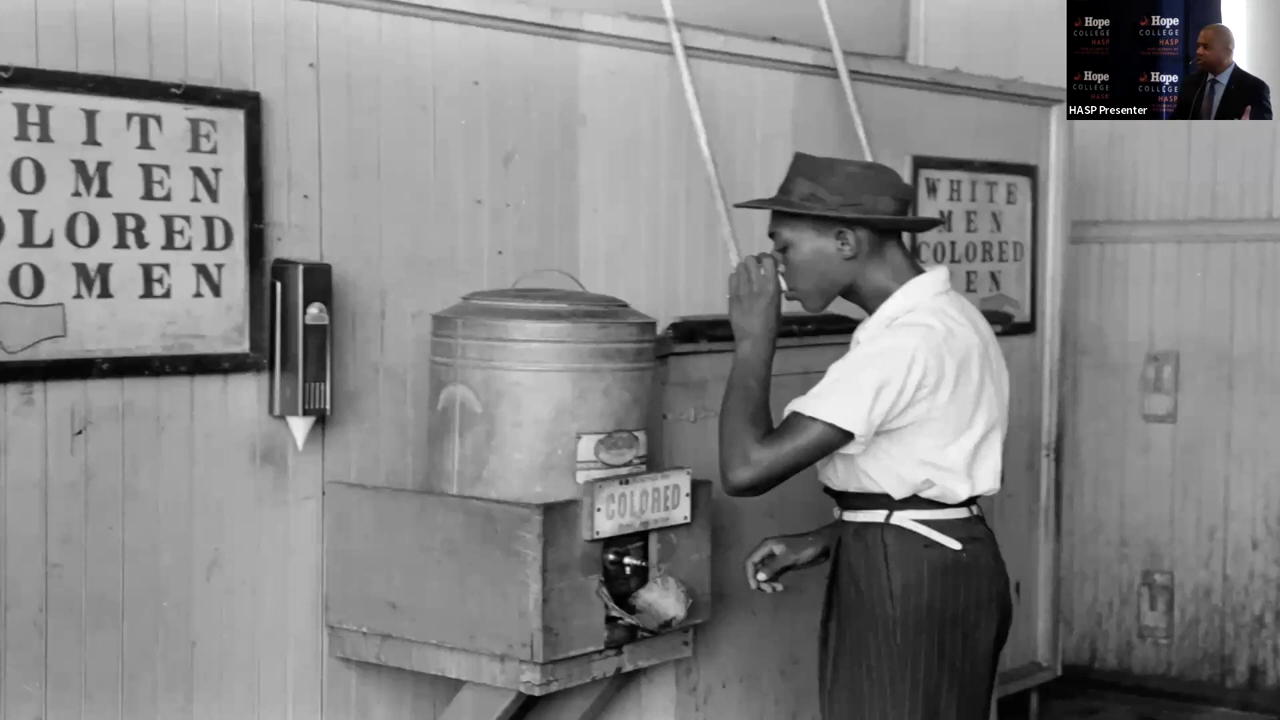 HITE
OMEN
OLORED
OMEN
WHITE
MEN
COLORED
EN
COLORED
Hope
COLLEGE
HASP
Hope
COLLEGE
HASP
Hope
COLLEGE
HASP
Hope
COLLEGE
HASP
HASP Presenter